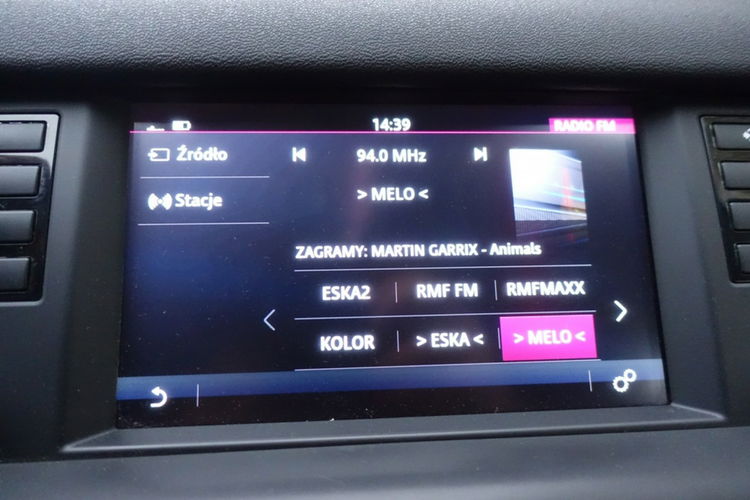 14:39
RADIO FM
Źródło
94.0 MHz
Stacje
> MELO <
ZAGRAMY: MARTIN GARRIX - Animals
ESKA2 RMF FM RMFMAXX
KOLOR > ESKA < > MELO <